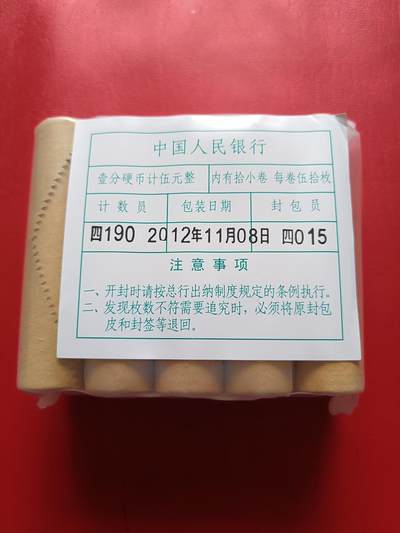 中国人民银行
壹分硬币计伍元整 内有拾小卷 每卷伍拾枚
计数员 包装日期 封包员
四190 2012年11月08日 四015
注意事项
一、开封时请按总行出纳制度规定的条例执行。
二、发现枚数不符需要追究时，必须将原封包
皮和封签等退回。